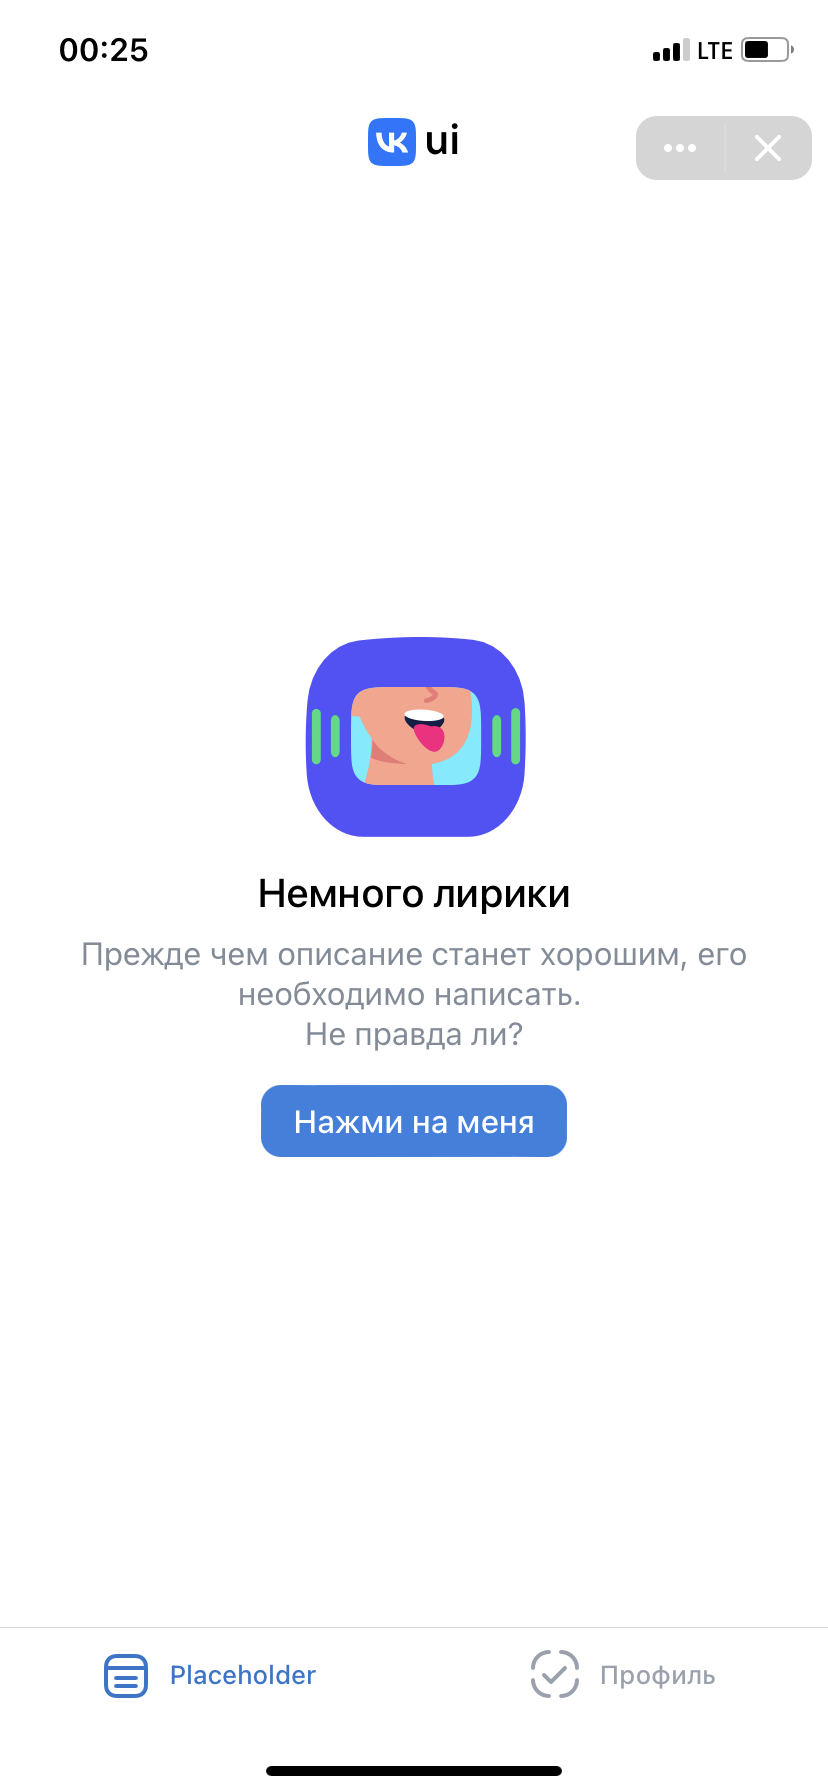 00:25
LTE
VK ui
Немного лирики
Прежде чем описание станет хорошим, его
необходимо написать.
Не правда ли?
Нажми на меня
Placeholder
Профиль